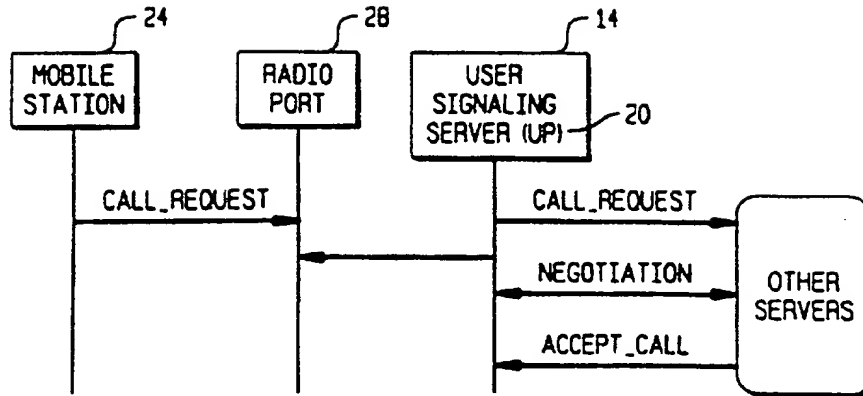 24
28
14
MOBILE
STATION
RADIO
PORT
USER
SIGNALING
SERVER (UP)
20
CALL_REQUEST
CALL_REQUEST
NEGOTIATION
OTHER
SERVERS
ACCEPT_CALL